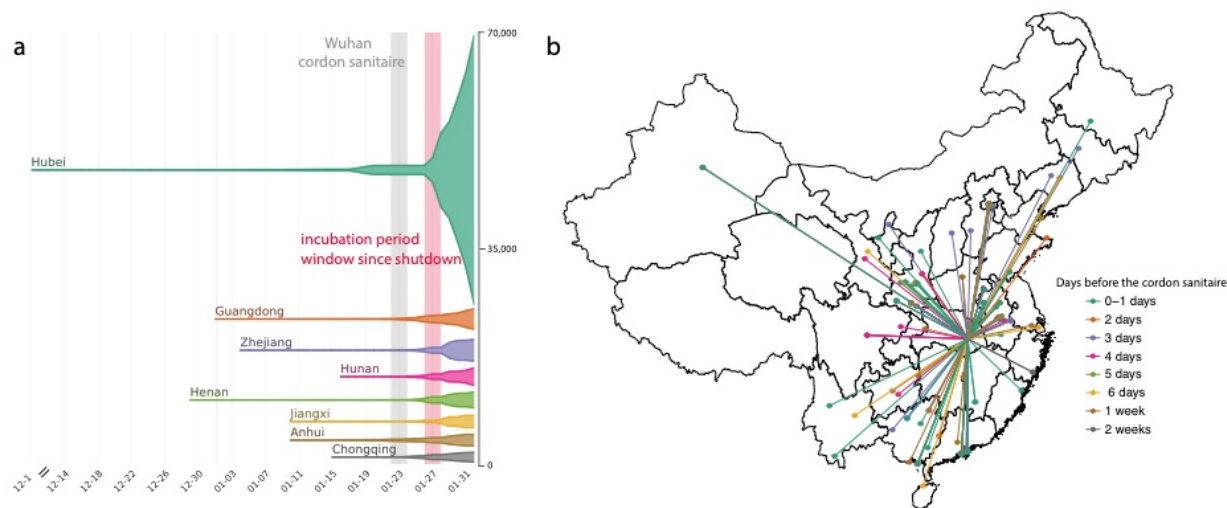 a
Wuhan
cordon sanitaire
70,000
Hubei
incubation period
window since shutdown
35,000
Guangdong
Zhejiang
Hunan
Henan
Jiangxi
Anhui
Chongqing
0
12-1
12-14
12-18
12-22
12-26
12-30
01-03
01-07
01-11
01-15
01-19
01-23
01-27
01-31
b
Days before the cordon sanitaire
0–1 days
2 days
3 days
4 days
5 days
6 days
1 week
2 weeks